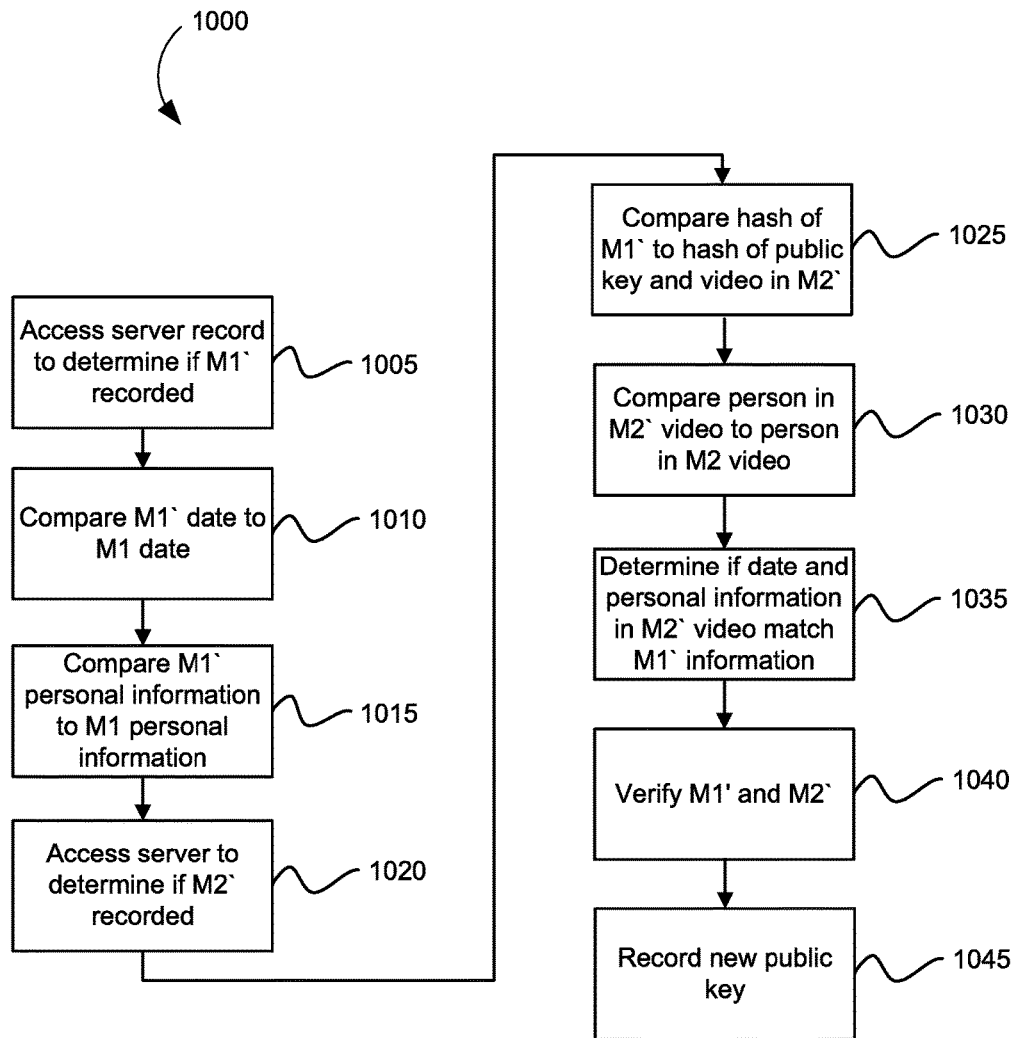 1000
Access server record
to determine if M1`
recorded
1005
Compare M1` date to
M1 date
1010
Compare M1`
personal information
to M1 personal
information
1015
Access server to
determine if M2`
recorded
1020
Compare hash of
M1` to hash of public
key and video in M2`
1025
Compare person in
M2` video to person
in M2 video
1030
Determine if date and
personal information
in M2` video match
M1` information
1035
Verify M1' and M2`
1040
Record new public
key
1045